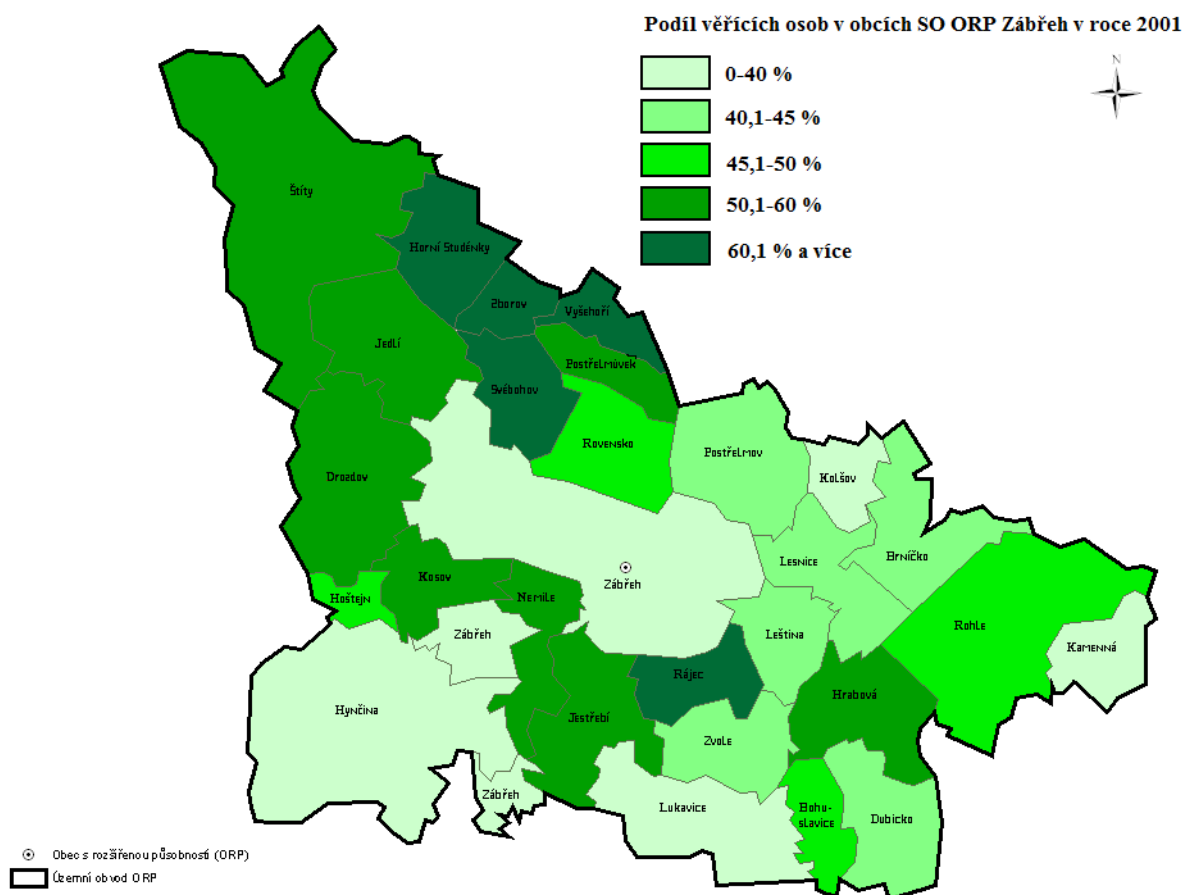 Podíl věřících osob v obcích SO ORP Zábřeh v roce 2001
N
0-40 %
40,1-45 %
45,1-50 %
50,1-60 %
60,1 % a více
Štíty
Horní Studénky
Zborov
Vyšehoří
Jedlí
Postřelmůvek
Svébohov
Rovensko
Postřelmov
Drozdov
Kolšov
Brníčko
Lesnice
Kosov
Zábřeh
Nemile
Hoštejn
Rohle
Zábřeh
Leština
Kamenná
Rájec
Hrabová
Hynčina
Jestřebí
Zvole
Zábřeh
Lukavice
Bohu-
slavice
Dubicko
Obec s rozšířenou působností (ORP)
Územní obvod ORP